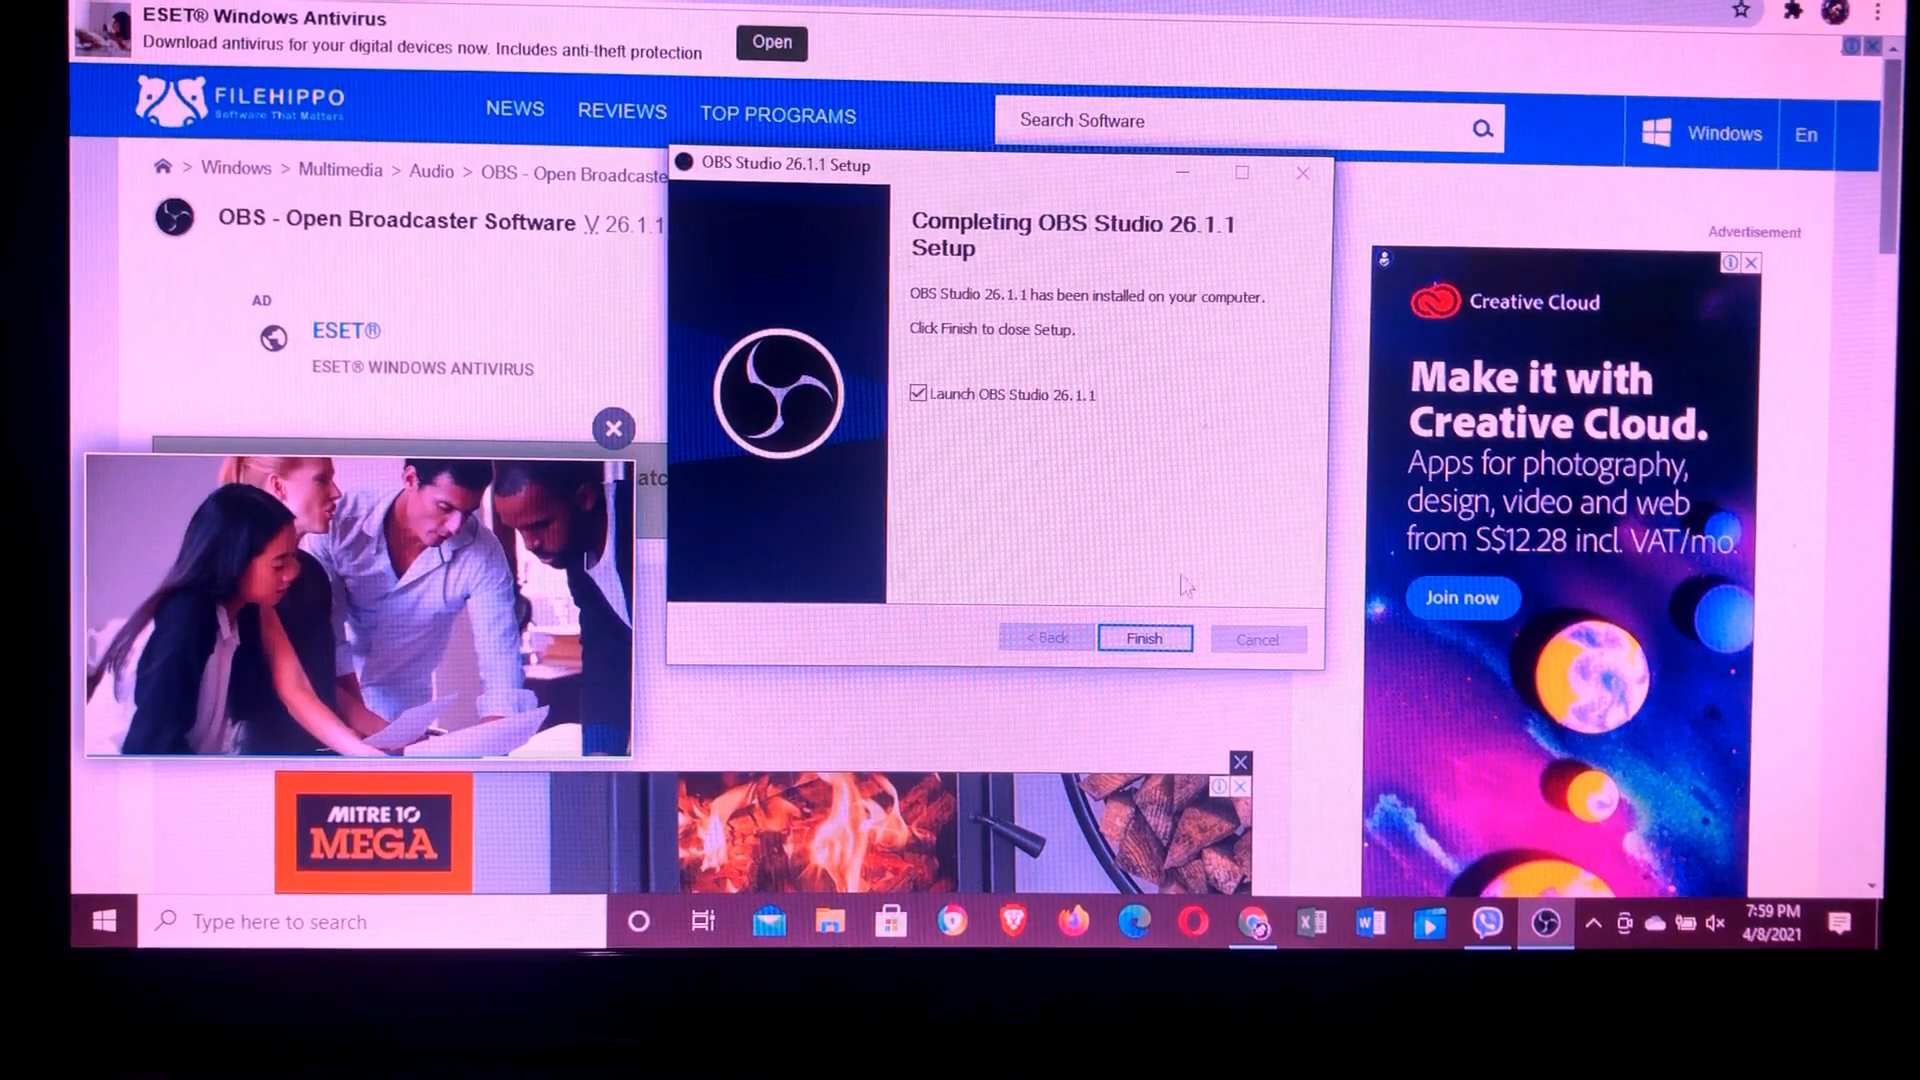 ESET® Windows Antivirus
Download antivirus for your digital devices now. Includes anti-theft protection
Open
FILEHIPPO
Software That Matters
NEWS
REVIEWS
TOP PROGRAMS
Search Software
Windows
En
> Windows > Multimedia > Audio > OBS - Open Broadcaste
OBS - Open Broadcaster Software V 26.1.1
AD
ESET®
ESET® WINDOWS ANTIVIRUS
atc
OBS Studio 26.1.1 Setup
Completing OBS Studio 26.1.1
Setup
OBS Studio 26.1.1 has been installed on your computer.
Click Finish to close Setup.
Launch OBS Studio 26.1.1
< Back
Finish
Cancel
Advertisement
Creative Cloud
Make it with
Creative Cloud.
Apps for photography,
design, video and web
from S$12.28 incl. VAT/mo.
Join now
MITRE 10
MEGA
Type here to search
7:59 PM
4/8/2021